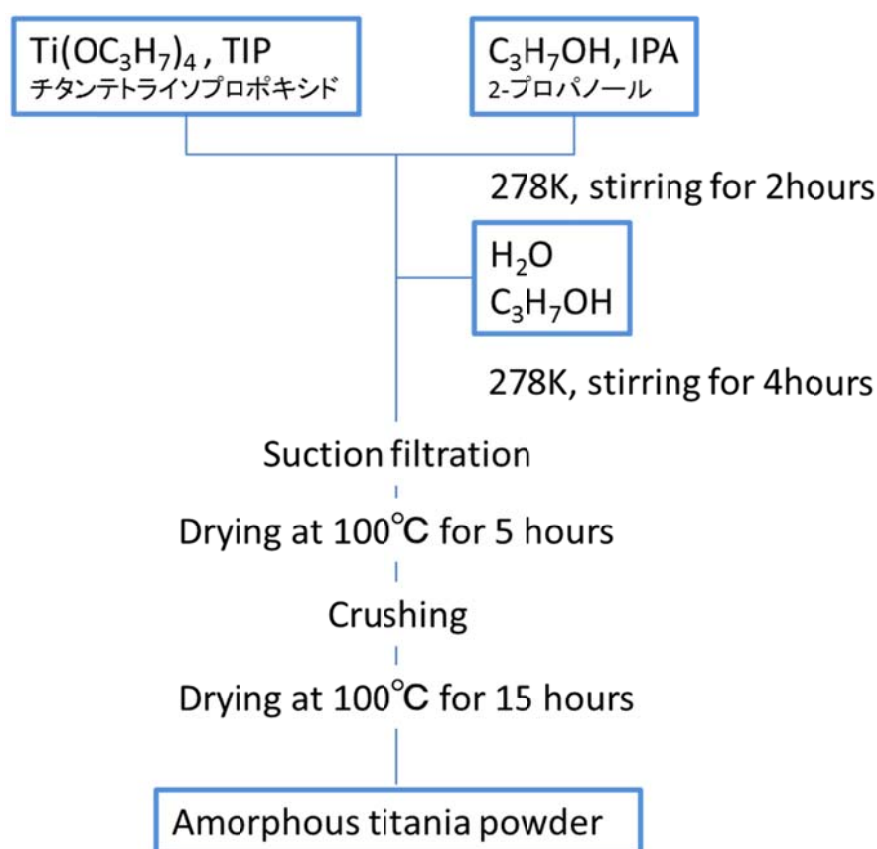 Ti(OC₃H₇)₄ , TIP
チタンテトライソプロポキシド
C₃H₇OH, IPA
2-プロパノール
278K, stirring for 2hours
H₂O
C₃H₇OH
278K, stirring for 4hours
Suction filtration
Drying at 100℃ for 5 hours
Crushing
Drying at 100℃ for 15 hours
Amorphous titania powder